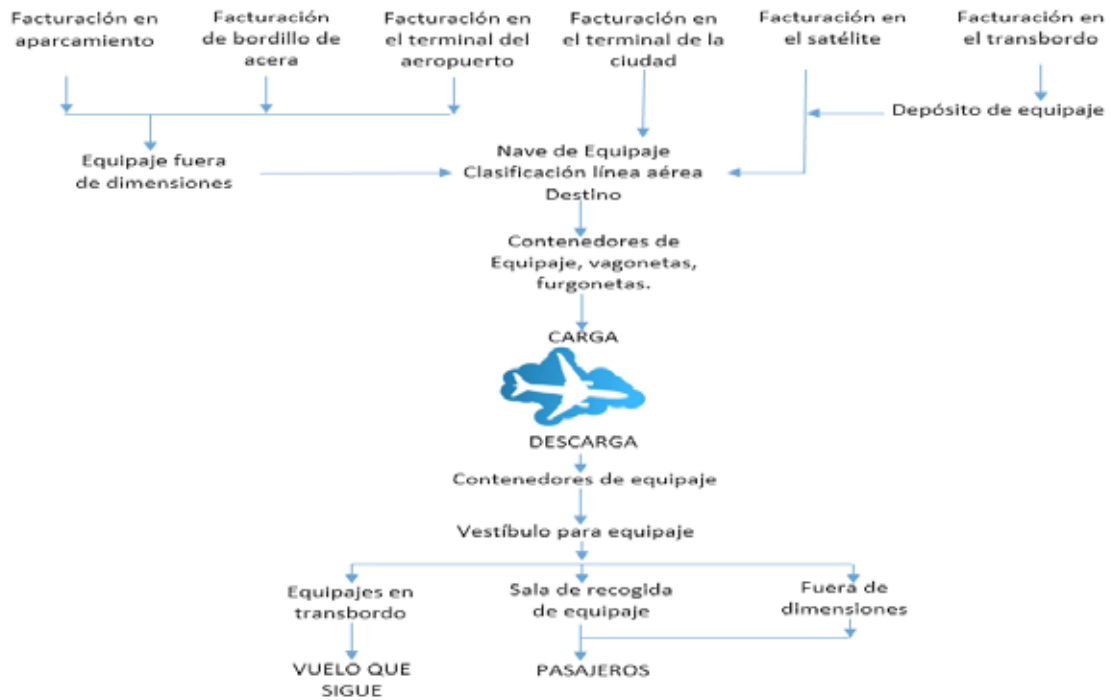 Facturación en
aparcamiento
Facturación
de bordillo de
acera
Facturación en
el terminal del
aeropuerto
Facturación en
el terminal de la
ciudad
Facturación en
el satélite
Facturación en
el transbordo
Depósito de equipaje
Equipaje fuera
de dimensiones
Nave de Equipaje
Clasificación línea aérea
Destino
Contenedores de
Equipaje, vagonetas,
furgonetas.
CARGA
DESCARGA
Contenedores de equipaje
Vestíbulo para equipaje
Equipajes en
transbordo
Sala de recogida
de equipaje
Fuera de
dimensiones
VUELO QUE
SIGUE
PASAJEROS